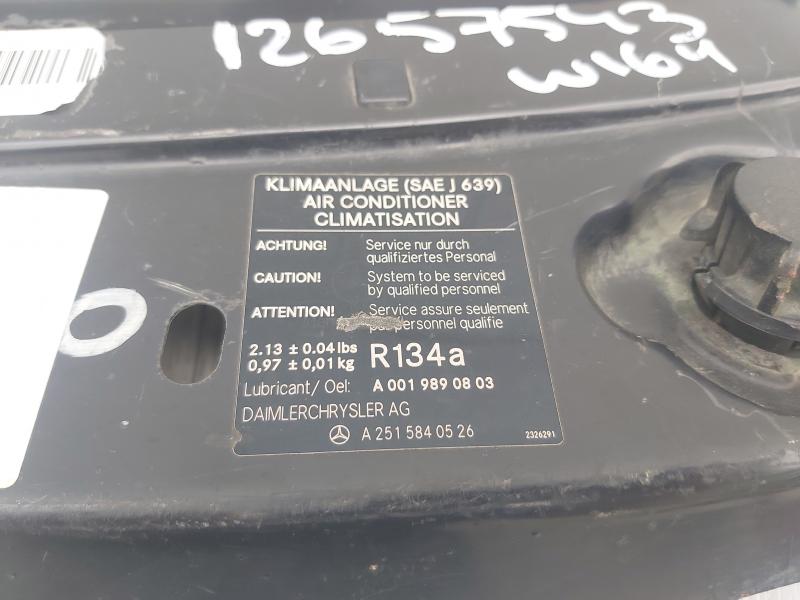 12657543
W164
KLIMAANLAGE (SAE J 639)
AIR CONDITIONER
CLIMATISATION
ACHTUNG! Service nur durch
qualifiziertes Personal
CAUTION! System to be serviced
by qualified personnel
ATTENTION! Service assure seulement
personnel qualifie
2.13 ± 0.04 lbs
0,97 ± 0,01 kg R134a
Lubricant/Oel: A 001 989 08 03
DAIMLERCHRYSLER AG
A 251 584 05 26 2326291